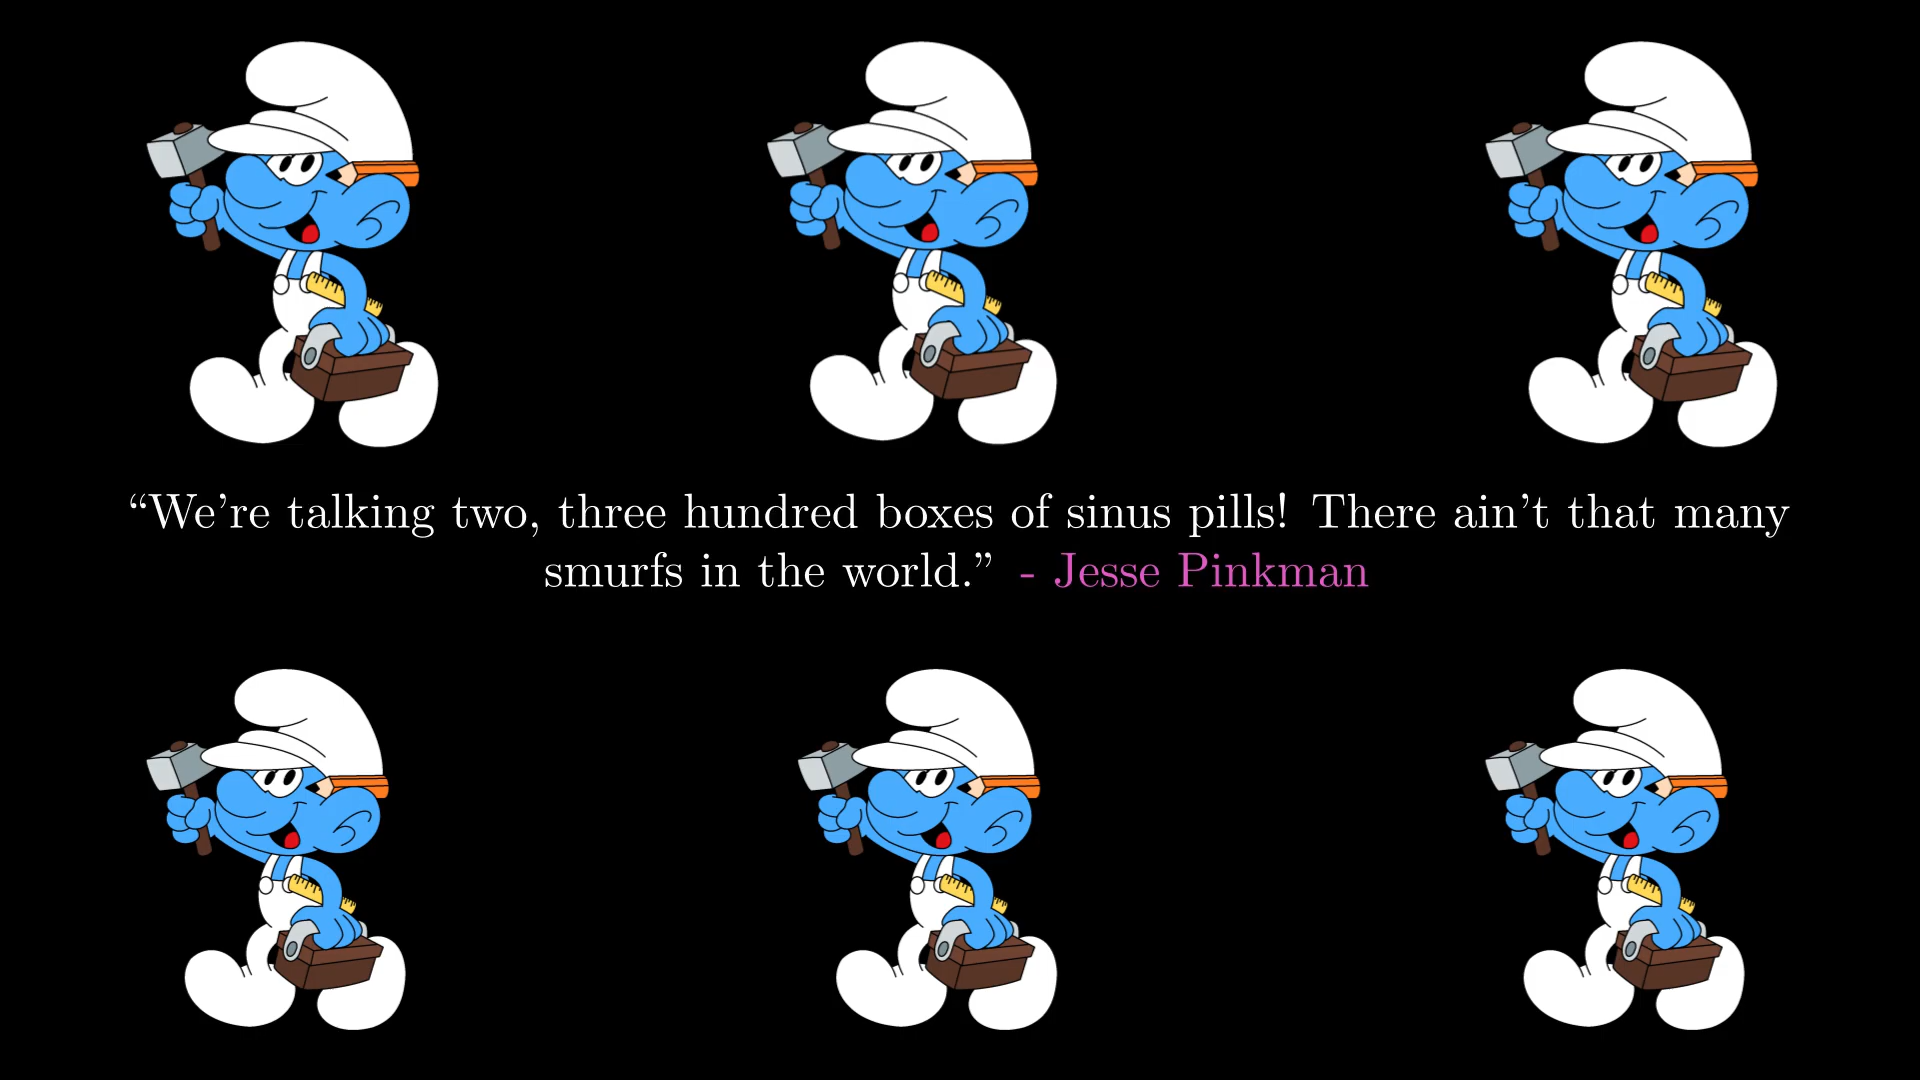 “We’re talking two, three hundred boxes of sinus pills! There ain’t that many
smurfs in the world.” - Jesse Pinkman